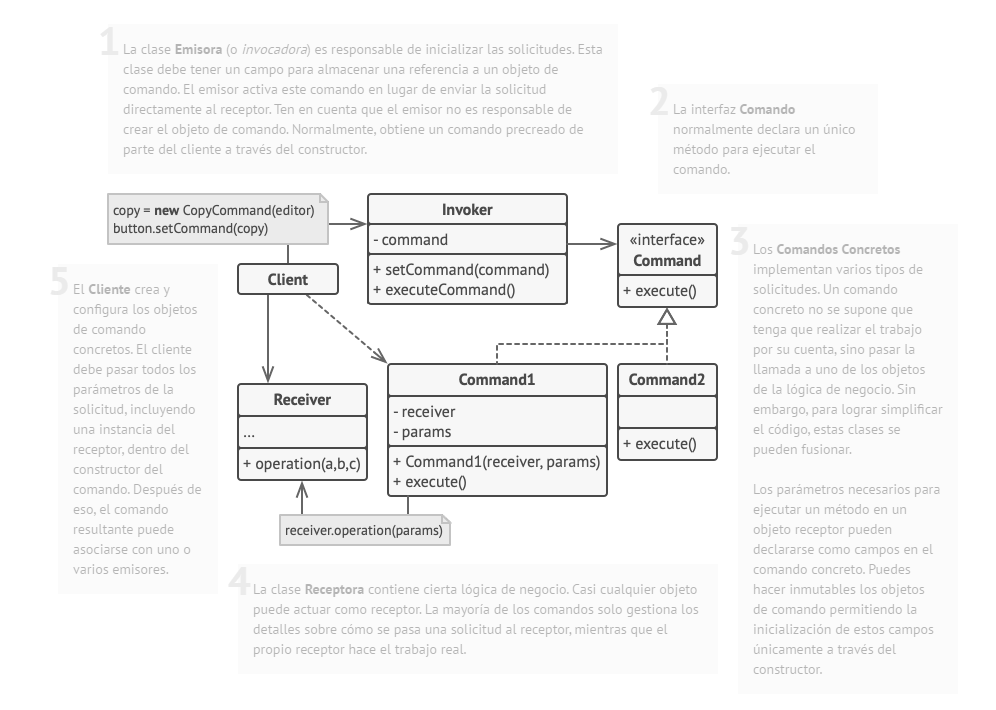 1
La clase Emisora (o invocadora) es responsable de inicializar las solicitudes. Esta
clase debe tener un campo para almacenar una referencia a un objeto de
comando. El emisor activa este comando en lugar de enviar la solicitud
directamente al receptor. Ten en cuenta que el emisor no es responsable de
crear el objeto de comando. Normalmente, obtiene un comando precreado de
parte del cliente a través del constructor.
2
La interfaz Comando
normalmente declara un único
método para ejecutar el
comando.
copy = new CopyCommand(editor)
button.setCommand(copy)
Invoker
- command
+ setCommand(command)
+ executeCommand()
«interface»
Command
+ execute()
3
Los Comandos Concretos
implementan varios tipos de
solicitudes. Un comando
concreto no se supone que
tenga que realizar el trabajo
por su cuenta, sino pasar la
llamada a uno de los objetos
de la lógica de negocio. Sin
embargo, para lograr simplificar
el código, estas clases se
pueden fusionar.
Los parámetros necesarios para
ejecutar un método en un
objeto receptor pueden
declararse como campos en el
comando concreto. Puedes
hacer inmutables los objetos
de comando permitiendo la
inicialización de estos campos
únicamente a través del
constructor.
5
El Cliente crea y
configura los objetos
de comando
concretos. El cliente
debe pasar todos los
parámetros de la
solicitud, incluyendo
una instancia del
receptor, dentro del
constructor del
comando. Después de
eso, el comando
resultante puede
asociarse con uno o
varios emisores.
Client
Receiver
...
+ operation(a,b,c)
Command1
- receiver
- params
+ Command1(receiver, params)
+ execute()
Command2
+ execute()
receiver.operation(params)
4
La clase Receptora contiene cierta lógica de negocio. Casi cualquier objeto
puede actuar como receptor. La mayoría de los comandos solo gestiona los
detalles sobre cómo se pasa una solicitud al receptor, mientras que el
propio receptor hace el trabajo real.